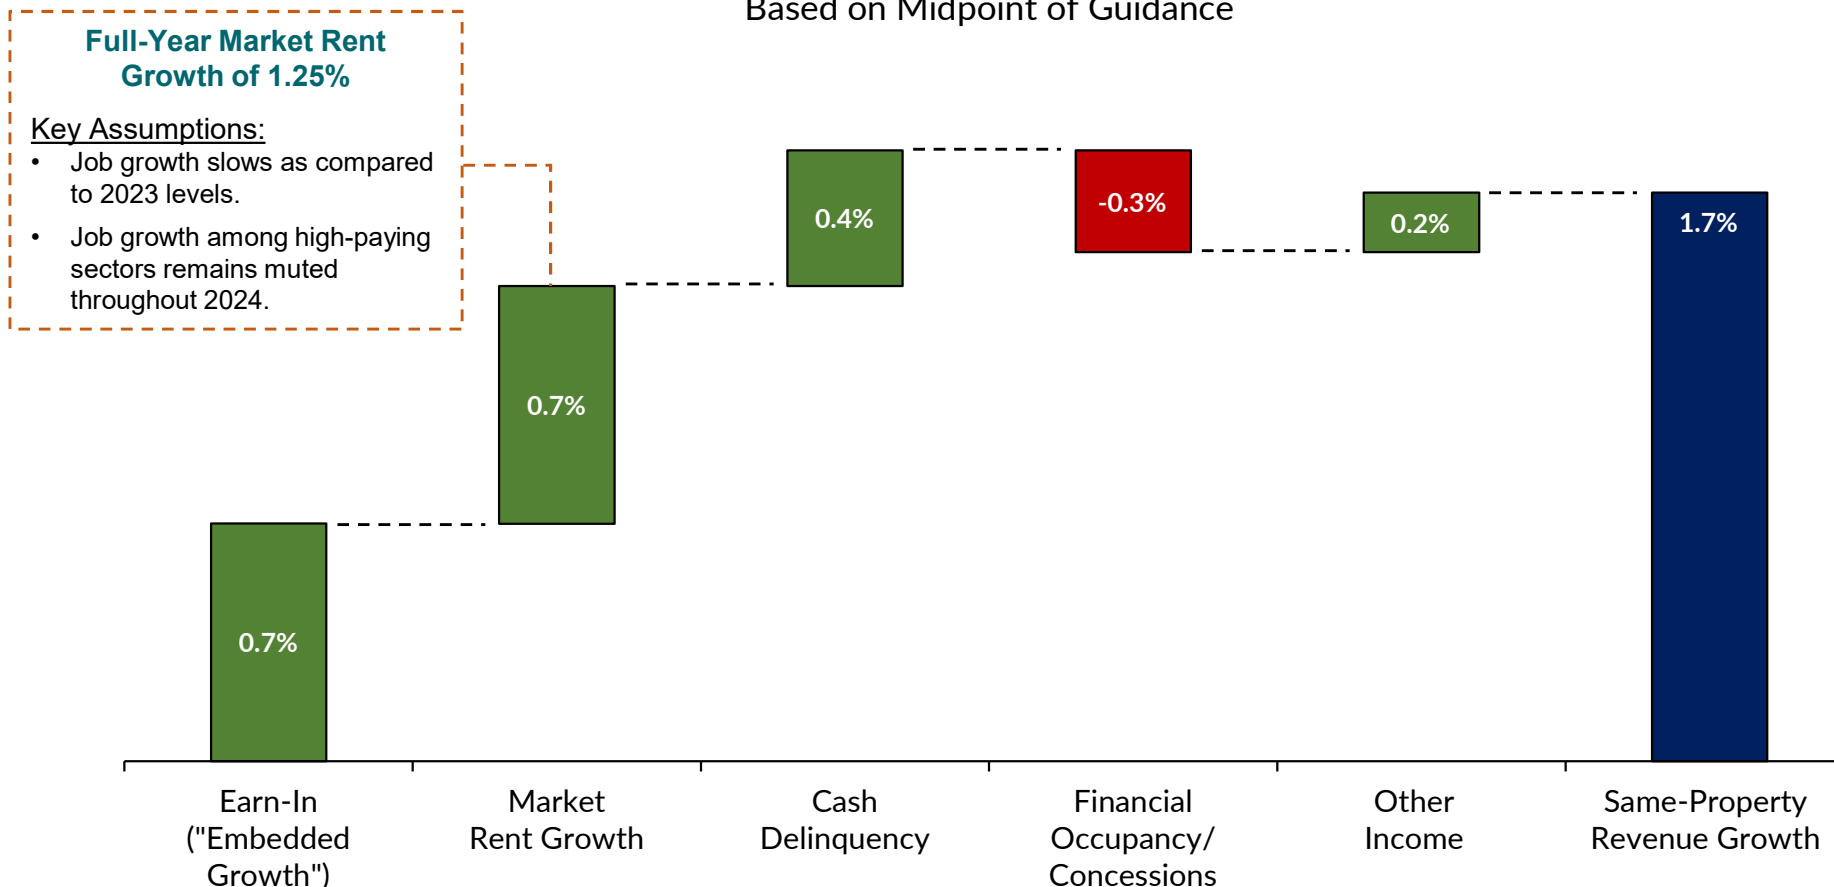 Based on Midpoint of Guidance
Full-Year Market Rent
Growth of 1.25%
Key Assumptions:
• Job growth slows as compared
to 2023 levels.
• Job growth among high-paying
sectors remains muted
throughout 2024.
0.7%
0.7%
0.4%
-0.3%
0.2%
1.7%
Earn-In
("Embedded
Growth")
Market
Rent Growth
Cash
Delinquency
Financial
Occupancy/
Concessions
Other
Income
Same-Property
Revenue Growth